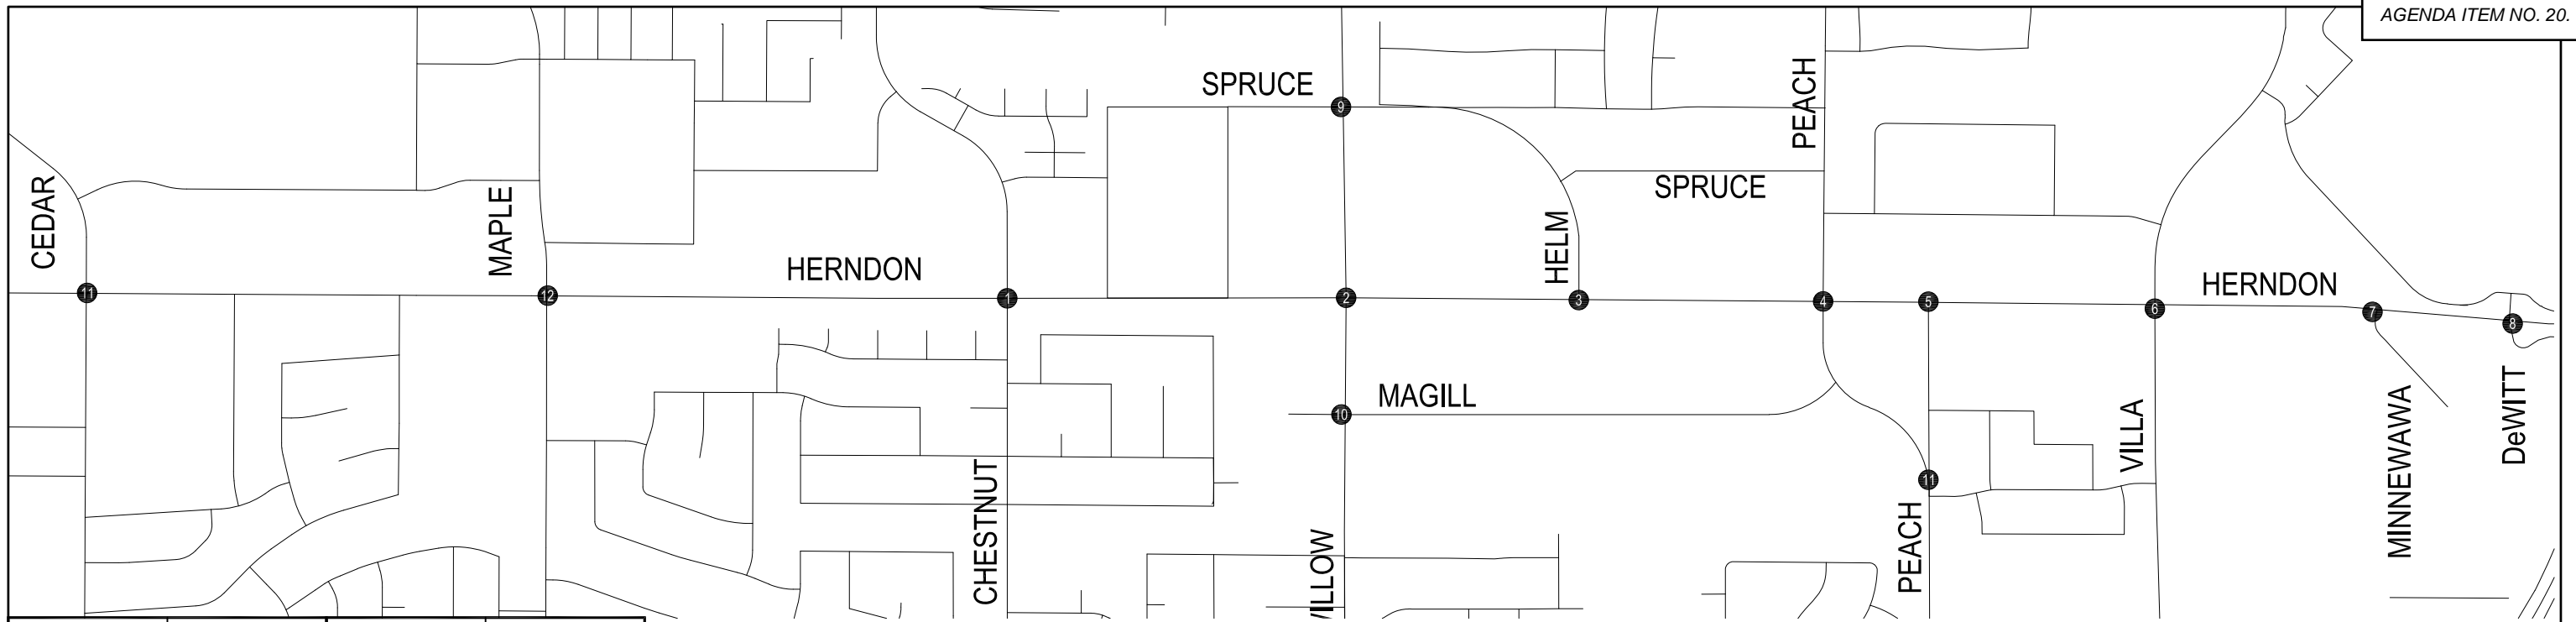 AGENDA ITEM NO. 20.
SPRUCE
PEACH
9
SPRUCE
CEDAR
MAPLE
HELM
HERNDON
HERNDON
11
12
1
2
3
4
5
6
7
8
MAGILL
10
CHESTNUT
WILLOW
11
PEACH
VILLA
MINNEWAWA
DeWITT